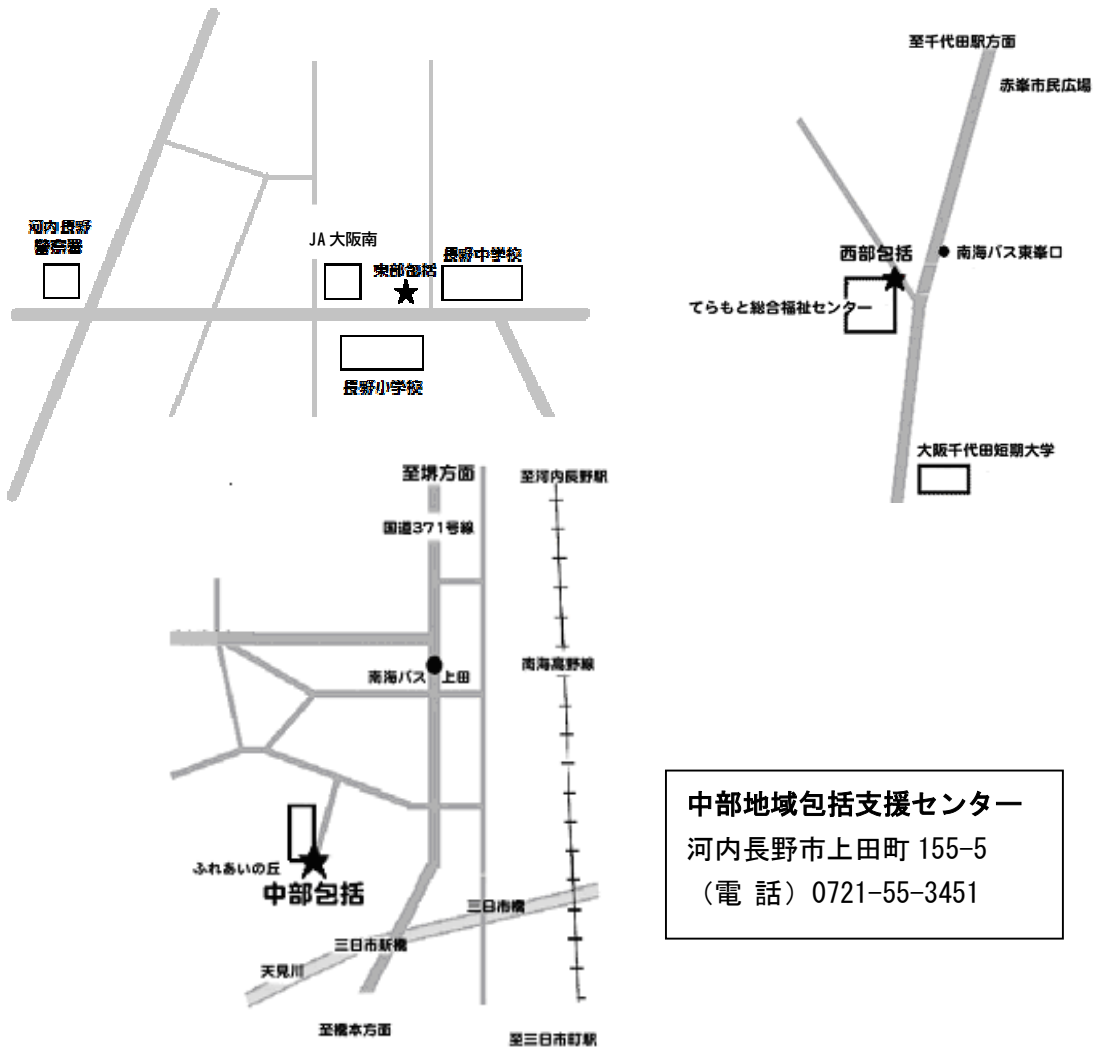 河内長野
警察署
JA大阪南
東部包括
長野中学校
長野小学校
至千代田駅方面
赤峯市民広場
西部包括
南海バス東峯口
てらもと総合福祉センター
大阪千代田短期大学
至堺方面
国道371号線
至河内長野駅
南海バス 上田
南海高野線
ふれあいの丘
中部包括
三日市橋
三日市新橋
天見川
至橋本方面
至三日市町駅
中部地域包括支援センター
河内長野市上田町 155-5
（電 話）0721-55-3451